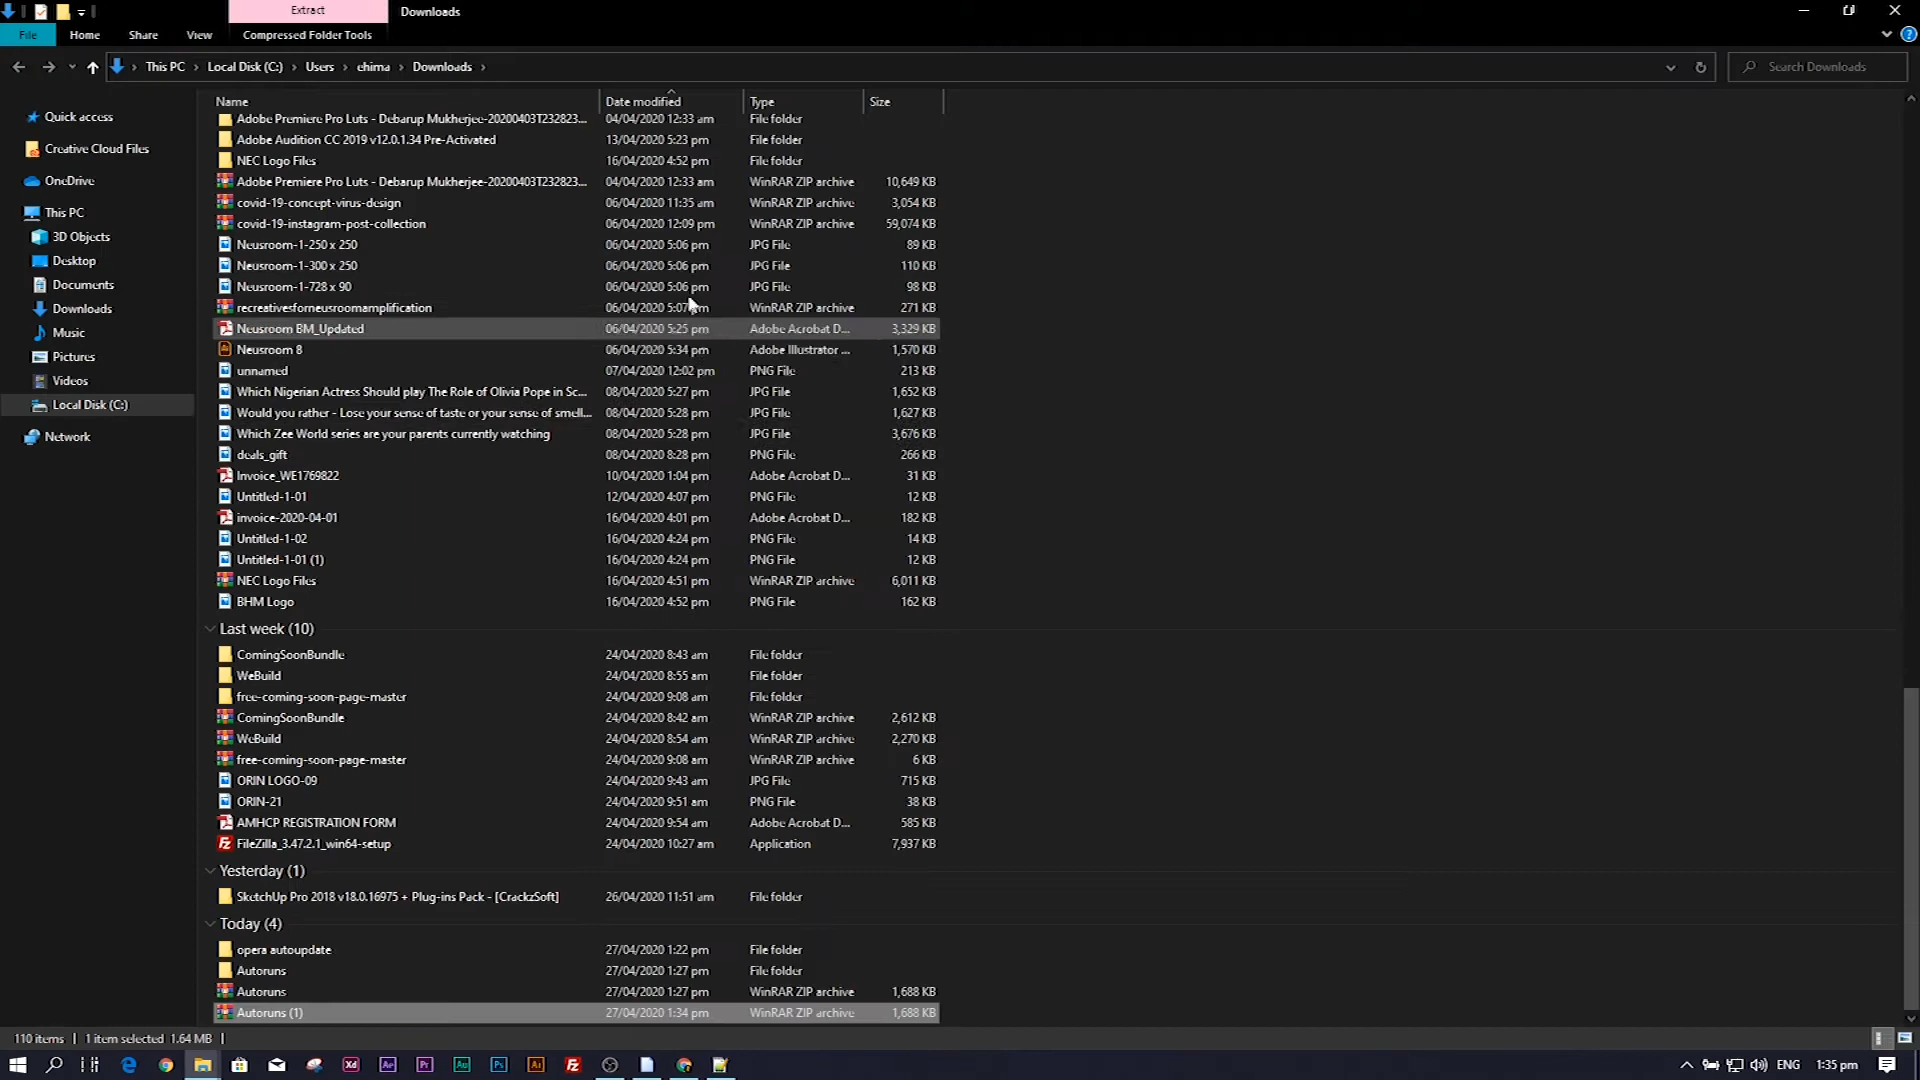 Extract
Downloads
File Home Share View Compressed Folder Tools
This PC Local Disk (C:) Users ehima Downloads
Search Downloads
Name Date modified Type Size
Quick access
Creative Cloud Files
OneDrive
This PC
3D Objects
Desktop
Documents
Downloads
Music
Pictures
Videos
Local Disk (C:)
Network
Adobe Premiere Pro Luts - Debarup Mukherjee-20200403T232823... 04/04/2020 12:33 am File folder
Adobe Audition CC 2019 v12.0.1.34 Pre-Activated 13/04/2020 5:23 pm File folder
NEC Logo Files 16/04/2020 4:52 pm File folder
Adobe Premiere Pro Luts - Debarup Mukherjee-20200403T232823... 04/04/2020 12:33 am WinRAR ZIP archive 10,649 KB
covid-19-concept-virus-design 06/04/2020 11:35 am WinRAR ZIP archive 3,054 KB
covid-19-instagram-post-collection 06/04/2020 12:09 pm WinRAR ZIP archive 59,074 KB
Neusroom-1-250 x 250 06/04/2020 5:06 pm JPG File 89 KB
Neusroom-1-300 x 250 06/04/2020 5:06 pm JPG File 110 KB
Neusroom-1-728 x 90 06/04/2020 5:06 pm JPG File 98 KB
recreativesforneusroomamplification 06/04/2020 5:07 pm WinRAR ZIP archive 271 KB
Neusroom BM_Updated 06/04/2020 5:25 pm Adobe Acrobat D... 3,329 KB
Neusroom 8 06/04/2020 5:34 pm Adobe Illustrator ... 1,570 KB
unnamed 07/04/2020 12:02 pm PNG File 213 KB
Which Nigerian Actress Should play The Role of Olivia Pope in Sc... 08/04/2020 5:27 pm JPG File 1,652 KB
Would you rather - Lose your sense of taste or your sense of smell... 08/04/2020 5:28 pm JPG File 1,627 KB
Which Zee World series are your parents currently watching 08/04/2020 5:28 pm JPG File 3,676 KB
deals_gift 08/04/2020 8:28 pm PNG File 266 KB
Invoice_WE1769822 10/04/2020 1:04 pm Adobe Acrobat D... 31 KB
Untitled-1-01 12/04/2020 4:07 pm PNG File 12 KB
invoice-2020-04-01 16/04/2020 4:01 pm Adobe Acrobat D... 182 KB
Untitled-1-02 16/04/2020 4:24 pm PNG File 14 KB
Untitled-1-01 (1) 16/04/2020 4:24 pm PNG File 12 KB
NEC Logo Files 16/04/2020 4:51 pm WinRAR ZIP archive 6,011 KB
BHM Logo 16/04/2020 4:52 pm PNG File 162 KB
Last week (10)
ComingSoonBundle 24/04/2020 8:43 am File folder
WeBuild 24/04/2020 8:55 am File folder
free-coming-soon-page-master 24/04/2020 9:08 am File folder
ComingSoonBundle 24/04/2020 8:42 am WinRAR ZIP archive 2,612 KB
WeBuild 24/04/2020 8:54 am WinRAR ZIP archive 2,270 KB
free-coming-soon-page-master 24/04/2020 9:08 am WinRAR ZIP archive 6 KB
ORIN LOGO-09 24/04/2020 9:43 am JPG File 715 KB
ORIN-21 24/04/2020 9:51 am PNG File 38 KB
AMHCP REGISTRATION FORM 24/04/2020 9:54 am Adobe Acrobat D... 585 KB
FileZilla_3.47.2.1_win64-setup 24/04/2020 10:27 am Application 7,937 KB
Yesterday (1)
SketchUp Pro 2018 v18.0.16975 + Plug-ins Pack - [CrackzSoft] 26/04/2020 11:51 am File folder
Today (4)
opera autoupdate 27/04/2020 1:22 pm File folder
Autoruns 27/04/2020 1:27 pm File folder
Autoruns 27/04/2020 1:27 pm WinRAR ZIP archive 1,688 KB
Autoruns (1) 27/04/2020 1:34 pm WinRAR ZIP archive 1,688 KB
110 items 1 item selected 1.64 MB
Xd Ae Pr Au Ps Ai Fz ENG 1:35 pm